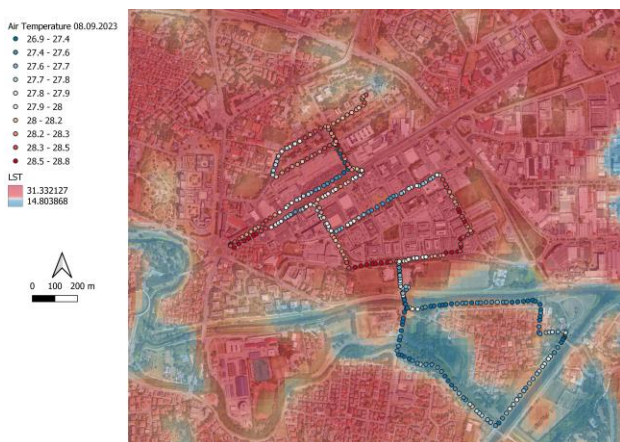 Air Temperature 08.09.2023
26.9 - 27.4
27.4 - 27.6
27.6 - 27.7
27.7 - 27.8
27.8 - 27.9
27.9 - 28
28 - 28.2
28.2 - 28.3
28.3 - 28.5
28.5 - 28.8
LST
31.332127
14.803868
0 100 200 m